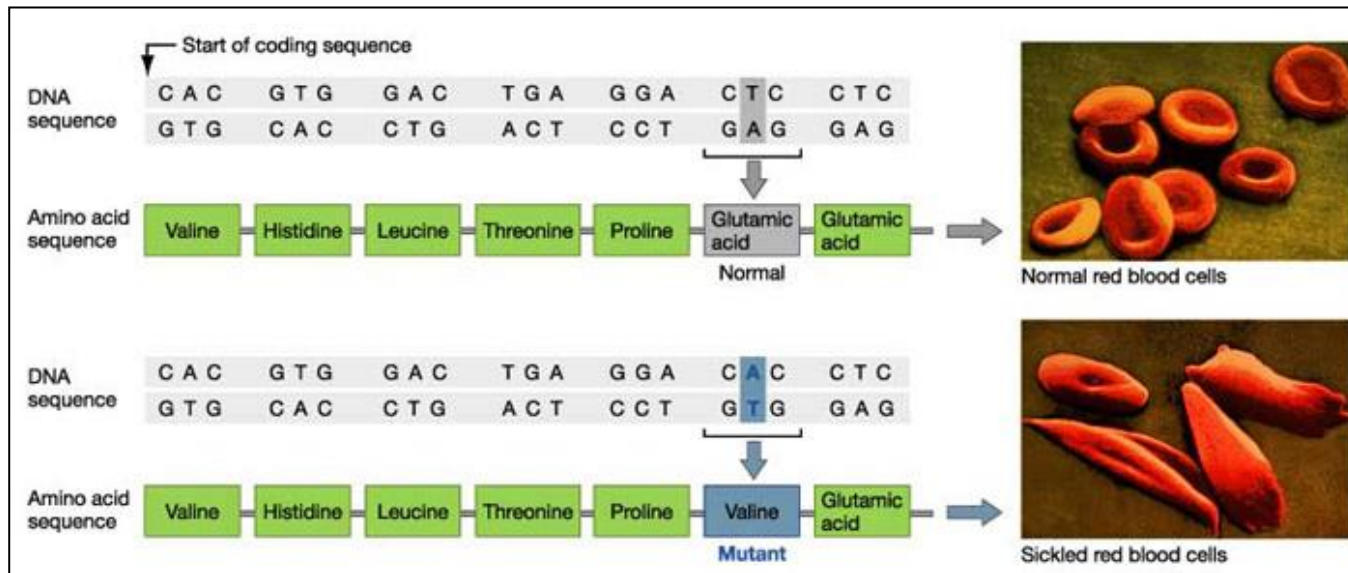 Start of coding sequence
DNA
sequence
C A C G T G G A C T G A G G A C T C C T C
G T G C A C C T G A C T C C T G A G G A G
Amino acid
sequence
Valine
Histidine
Leucine
Threonine
Proline
Glutamic
acid
Glutamic
acid
Normal
Normal red blood cells
DNA
sequence
C A C G T G G A C T G A G G A C A C C T C
G T G C A C C T G A C T C C T G T G G A G
Amino acid
sequence
Valine
Histidine
Leucine
Threonine
Proline
Valine
Glutamic
acid
Mutant
Sickled red blood cells